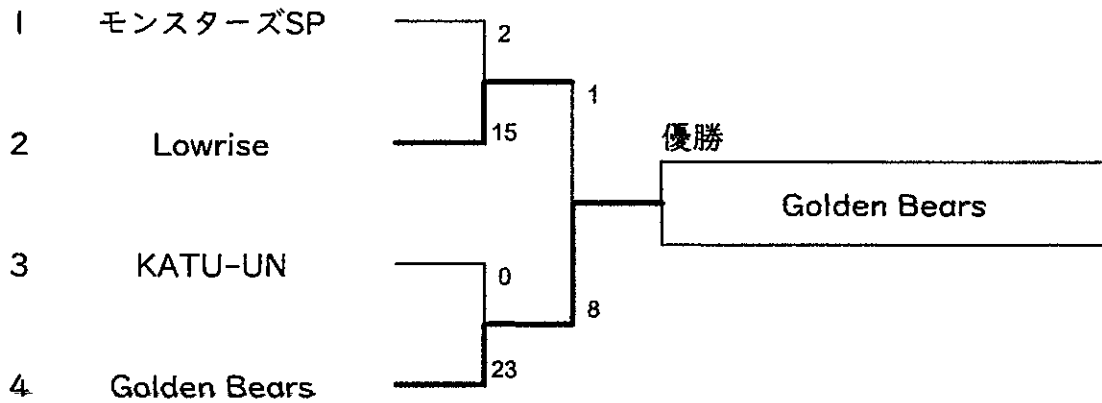 1 モンスターズSP
2
1
2 Lowrise
15
優勝
Golden Bears
3 KATU-UN
0
8
4 Golden Bears
23